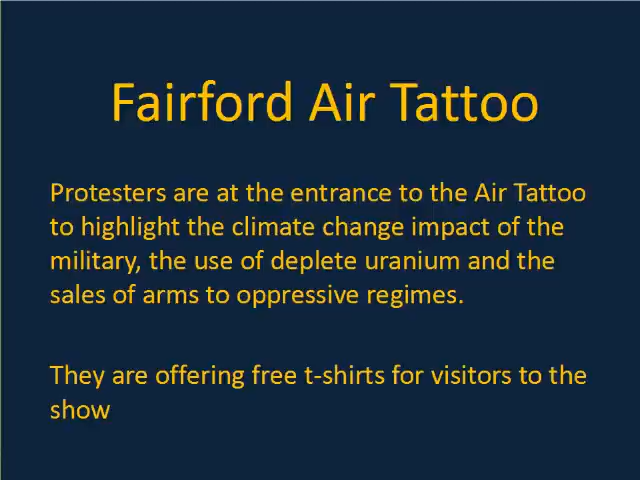 Fairford Air Tattoo
Protesters are at the entrance to the Air Tattoo
to highlight the climate change impact of the
military, the use of deplete uranium and the
sales of arms to oppressive regimes.
They are offering free t-shirts for visitors to the
show